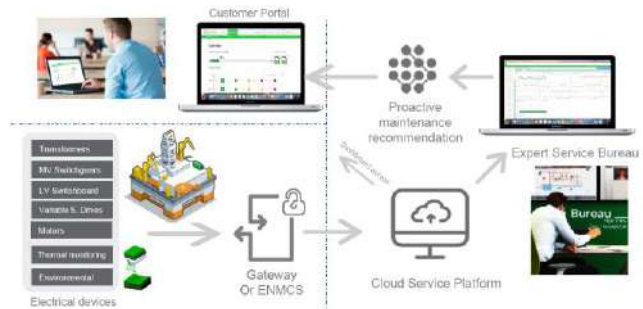 Customer Portal
Proactive
maintenance
recommendation
Expert Service Bureau
Transformers
MV Switchgears
LV Switchboard
Variable S. Drives
Motors
Thermal monitoring
Environmental
Electrical devices
Gateway
Or ENMCS
Cloud Service Platform
Bureau